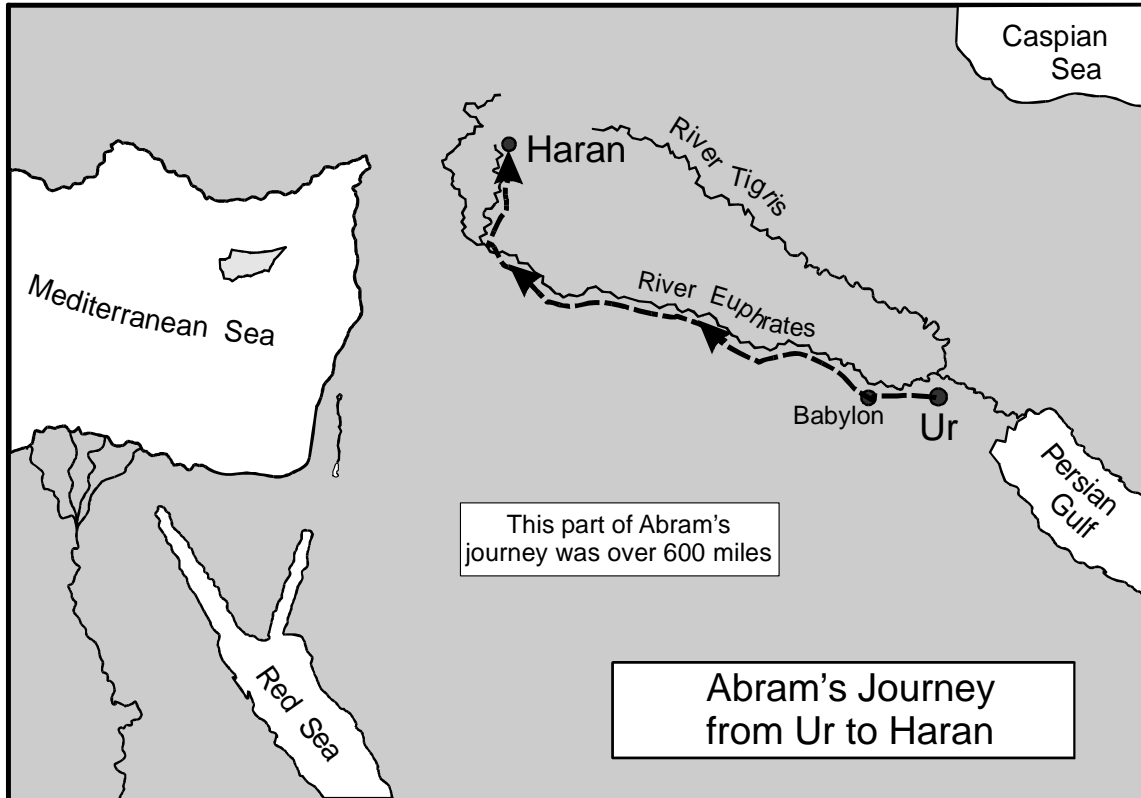 Caspian
Sea
Haran
River Tigris
River Euphrates
Mediterranean Sea
Babylon
Ur
Persian
Gulf
This part of Abram’s
journey was over 600 miles
Red Sea
Abram’s Journey
from Ur to Haran